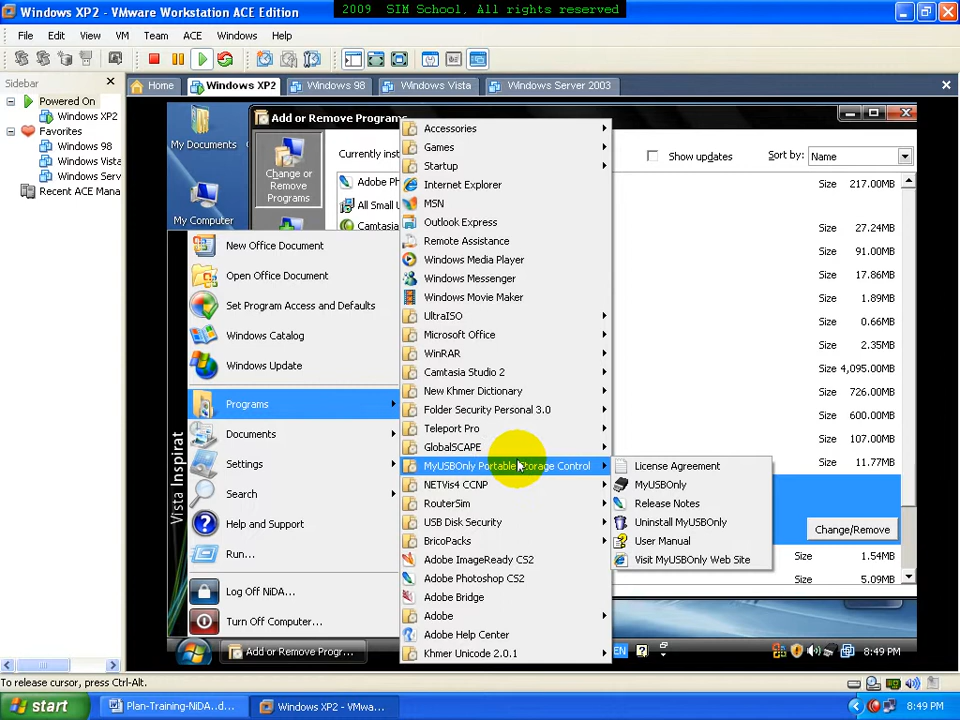 Windows XP2 - VMware Workstation ACE Edition
2009 SIM School, All rights reserved
File Edit View VM Team ACE Windows Help
Sidebar
Home
Windows XP2
Windows 98
Windows Vista
Windows Server 2003
Powered On
Windows XP2
Favorites
Windows 98
Windows Vista
Windows Serv
Recent ACE Mana
My Documents
My Computer
Add or Remove Programs
Change or
Remove
Programs
Currently inst
Show updates
Sort by: Name
Adobe Ph
All Small U
Camtasia
Size 217.00MB
Size 27.24MB
Size 91.00MB
Size 17.86MB
Size 1.89MB
Size 0.66MB
Size 2.35MB
Size 4,095.00MB
Size 726.00MB
Size 600.00MB
Size 107.00MB
Size 11.77MB
Change/Remove
Size 1.54MB
Size 5.09MB
New Office Document
Open Office Document
Set Program Access and Defaults
Windows Catalog
Windows Update
Programs
Documents
Settings
Search
Help and Support
Run...
Log Off NiDA...
Turn Off Computer...
Vista Inspirat
Accessories
Games
Startup
Internet Explorer
MSN
Outlook Express
Remote Assistance
Windows Media Player
Windows Messenger
Windows Movie Maker
UltraISO
Microsoft Office
WinRAR
Camtasia Studio 2
New Khmer Dictionary
Folder Security Personal 3.0
Teleport Pro
GlobalSCAPE
MyUSBOnly Portable Storage Control
NETVis4 CCNP
RouterSim
USB Disk Security
BricoPacks
Adobe ImageReady CS2
Adobe Photoshop CS2
Adobe Bridge
Adobe
Adobe Help Center
Khmer Unicode 2.0.1
License Agreement
MyUSBOnly
Release Notes
Uninstall MyUSBOnly
User Manual
Visit MyUSBOnly Web Site
Add or Remove Progr...
EN
8:49 PM
To release cursor, press Ctrl-Alt.
start
Plan-Training-NiDA..d...
Windows XP2 - VMwa...
8:49 PM